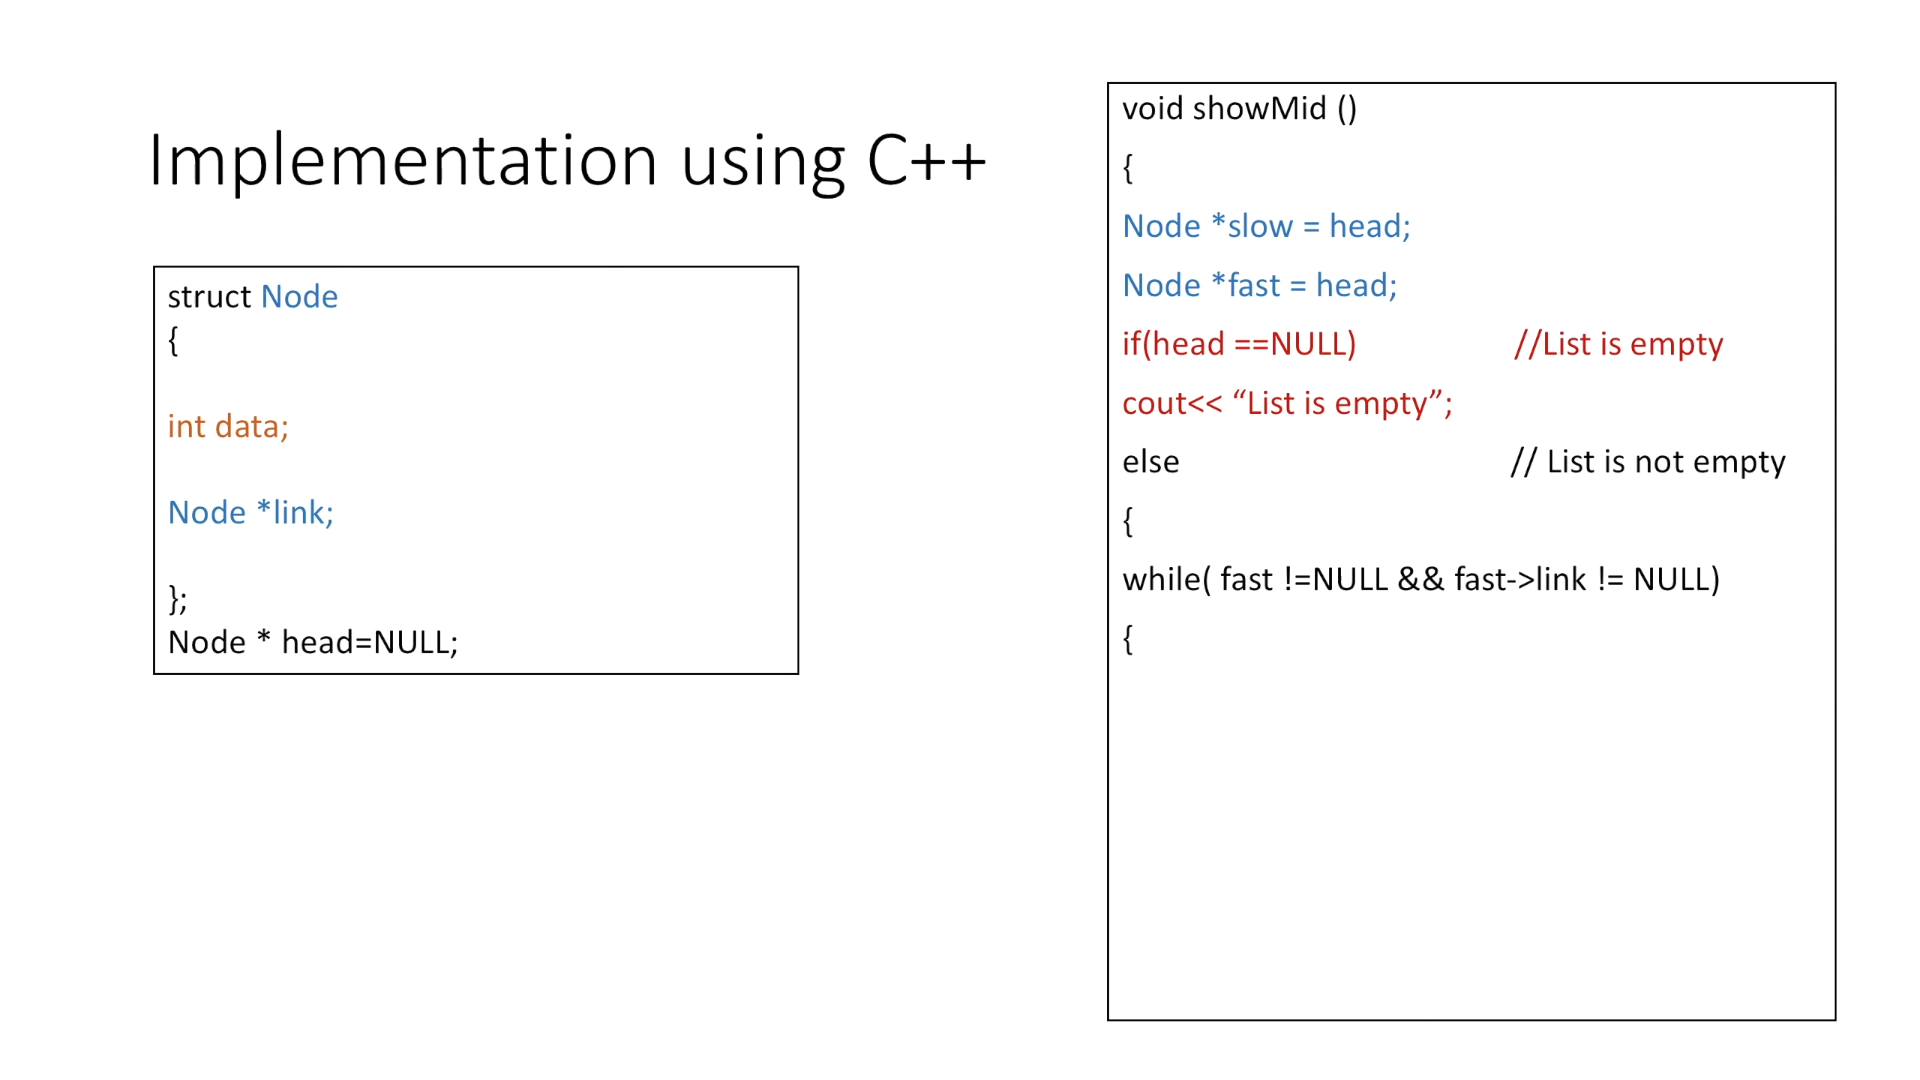 Implementation using C++
struct Node
{
int data;
Node *link;
};
Node * head=NULL;
void showMid ()
{
Node *slow = head;
Node *fast = head;
if(head ==NULL) //List is empty
cout<< “List is empty”;
else // List is not empty
{
while( fast !=NULL && fast->link != NULL)
{